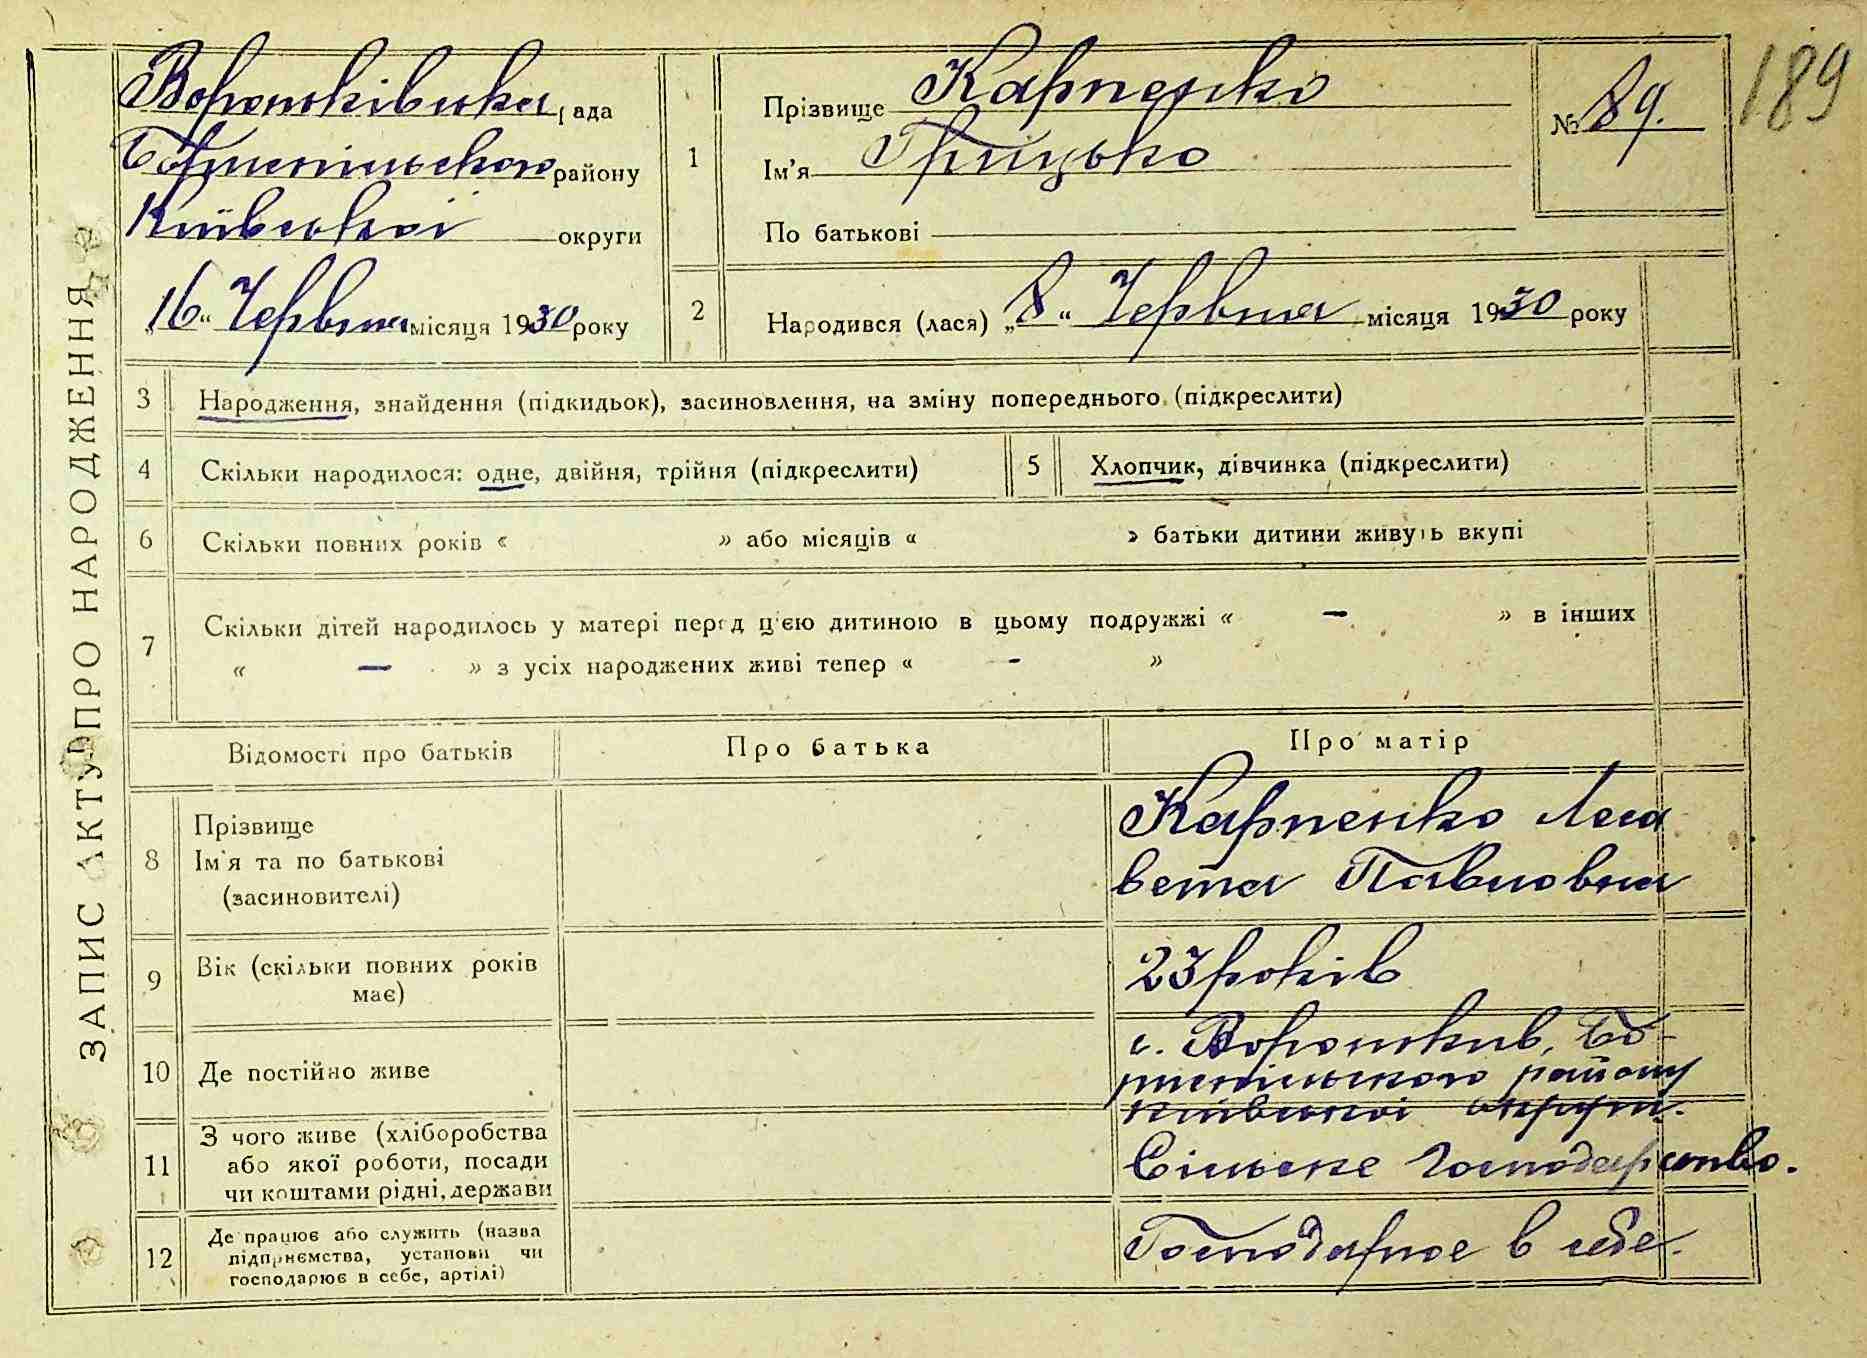 189
ЗАПИС АКТУ ПРО НАРОДЖЕННЯ
Вороньківська рада
Бориспільського району
Київської округи
„16“ Червня місяця 1930 року
1
Прізвище Карпенко
Ім'я Грицько
По батькові
№ 89.
2
Народився (лася) „8“ Червня місяця 1930 року
3 Народження, знайдення (підкидьок), засиновлення, на зміну попереднього (підкреслити)
4 Скільки народилося: одне, двійня, трійня (підкреслити)
5 Хлопчик, дівчинка (підкреслити)
6 Скільки повних років « » або місяців « » батьки дитини живуть вкупі
7 Скільки дітей народилось у матері перед ц'єю дитиною в цьому подружжі « — » в інших
« — » з усіх народжених живі тепер « - »
Відомості про батьків Про батька Про матір
8 Прізвище
Ім'я та по батькові
(засиновителі)
Карпенко Лиса
вета Павловна
9 Вік (скільки повних років
має)
23 років
10 Де постійно живе
с. Вороньків, Бо-
риспільського району
Київської округи.
11 З чого живе (хліборобства
або якої роботи, посади
чи коштами рідні, держави
Сільське господарство.
12 Де працює або служить (назва
підприємства, установи чи
господарює в себе, артілі)
Господарює в себе.